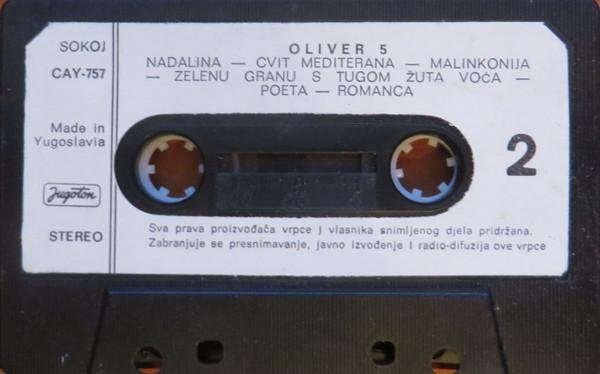 SOKOJ
CAY-757
Made in
Yugoslavia
Jugoton
STEREO
OLIVER 5
NADALINA — CVIT MEDITERANA — MALINKONIJA
— ZELENU GRANU S TUGOM ŽUTA VOĆA —
POETA — ROMANCA
2
Sva prava proizvođača vrpce j vlasnika snimljenog djela pridržana.
Zabranjuje se presnimavanje, javno izvođenje i radio-difuzija ove vrpce